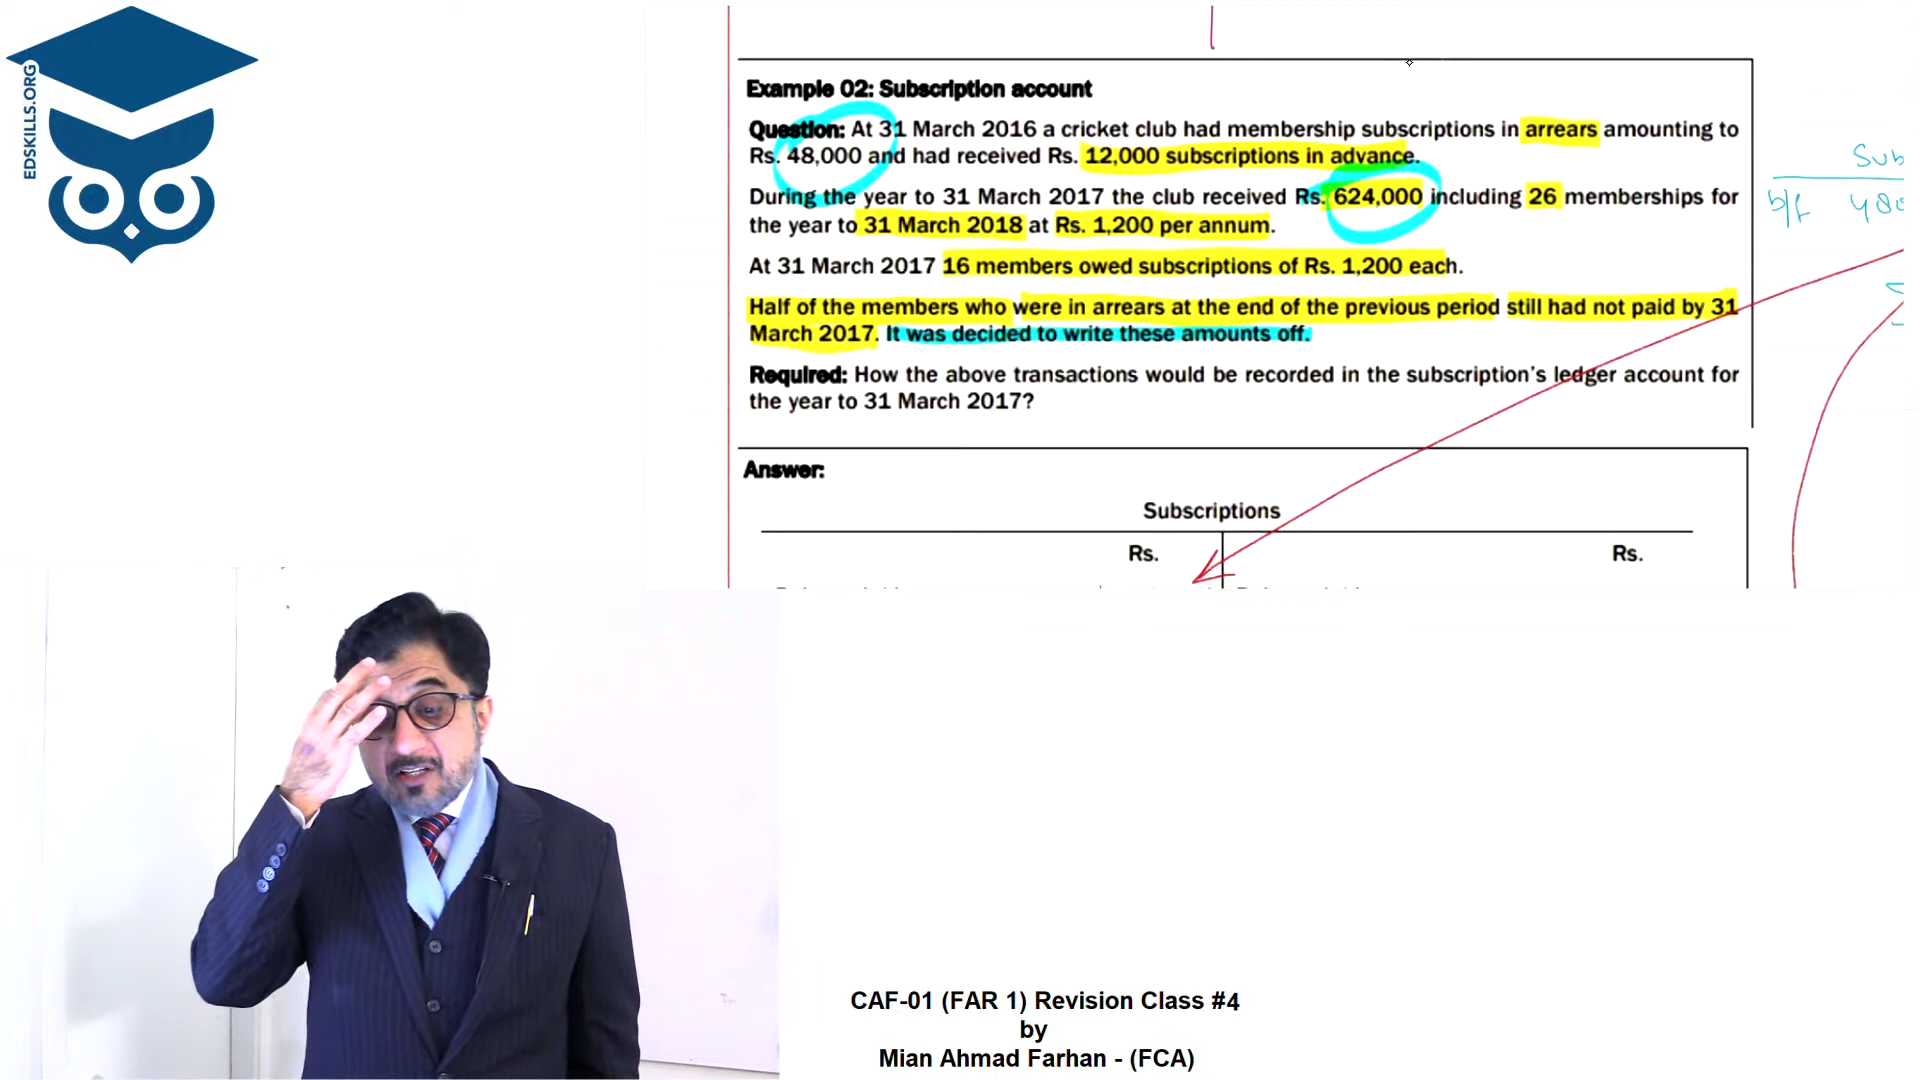 EDSKILLS.ORG
Example 02: Subscription account
Question: At 31 March 2016 a cricket club had membership subscriptions in arrears amounting to
Rs. 48,000 and had received Rs. 12,000 subscriptions in advance.
During the year to 31 March 2017 the club received Rs. 624,000 including 26 memberships for
the year to 31 March 2018 at Rs. 1,200 per annum.
At 31 March 2017 16 members owed subscriptions of Rs. 1,200 each.
Half of the members who were in arrears at the end of the previous period still had not paid by 31
March 2017. It was decided to write these amounts off.
Required: How the above transactions would be recorded in the subscription's ledger account for
the year to 31 March 2017?
Sub
b/f 480
Answer:
Subscriptions
Rs. Rs.
CAF-01 (FAR 1) Revision Class #4
by
Mian Ahmad Farhan - (FCA)